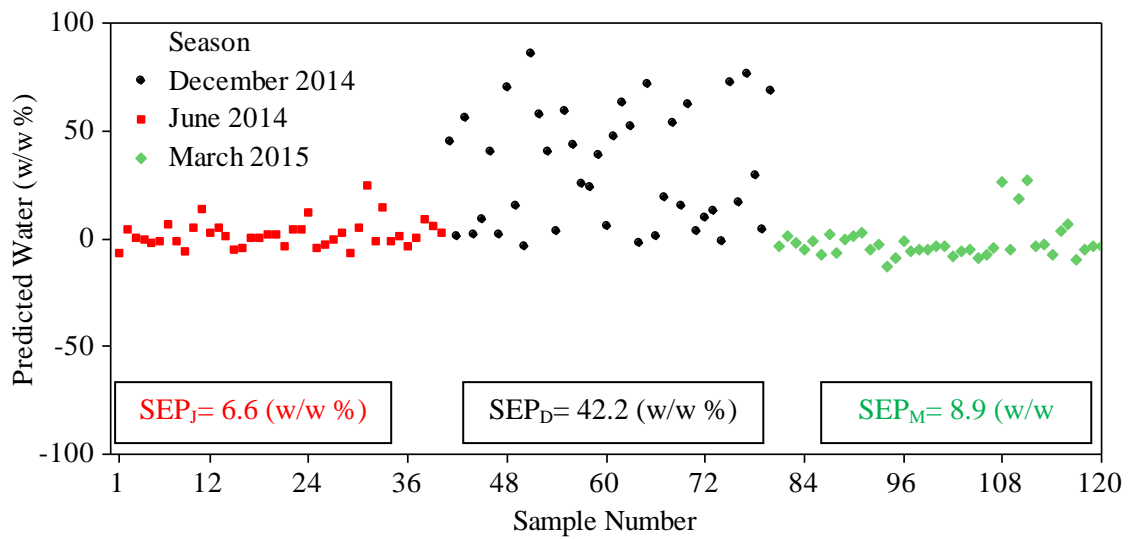 100
50
0
-50
-100
Predicted Water (w/w %)
Season
December 2014
June 2014
March 2015
SEPJ= 6.6 (w/w %)
SEPD= 42.2 (w/w %)
SEPM= 8.9 (w/w
1 12 24 36 48 60 72 84 96 108 120
Sample Number